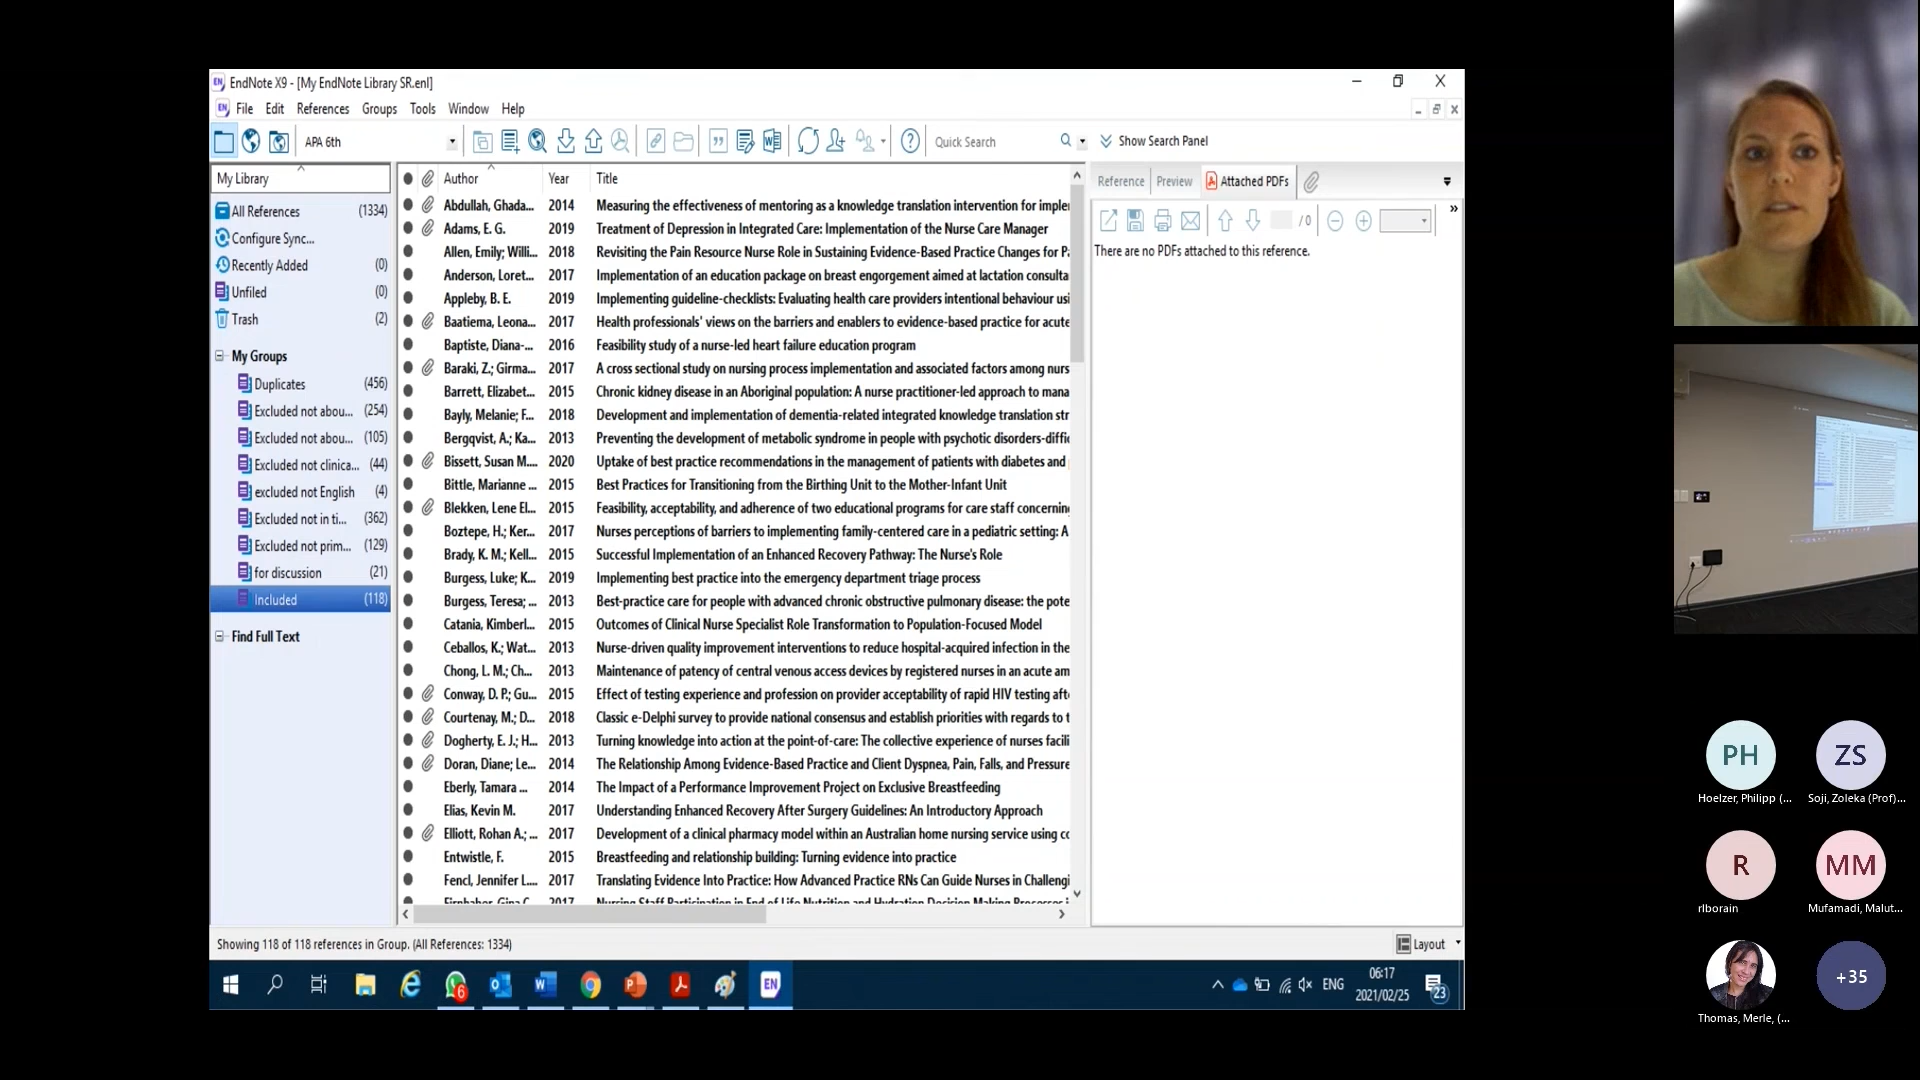 EndNote X9 - [My EndNote Library SR.enl]
File Edit References Groups Tools Window Help
APA 6th
Quick Search
Show Search Panel
My Library
All References (1334)
Configure Sync...
Recently Added (0)
Unfiled (0)
Trash (2)
My Groups
Duplicates (456)
Excluded not abou... (254)
Excluded not abou... (105)
Excluded not clinica... (44)
excluded not English (4)
Excluded not in ti... (362)
Excluded not prim... (129)
for discussion (21)
Included (118)
Find Full Text
Author Year Title
Abdullah, Ghada... 2014 Measuring the effectiveness of mentoring as a knowledge translation intervention for imple
Adams, E. G. 2019 Treatment of Depression in Integrated Care: Implementation of the Nurse Care Manager
Allen, Emily; Willi... 2018 Revisiting the Pain Resource Nurse Role in Sustaining Evidence-Based Practice Changes for P
Anderson, Loret... 2017 Implementation of an education package on breast engorgement aimed at lactation consulta
Appleby, B. E. 2019 Implementing guideline-checklists: Evaluating health care providers intentional behaviour usi
Baatiema, Leona... 2017 Health professionals' views on the barriers and enablers to evidence-based practice for acute
Baptiste, Diana-... 2016 Feasibility study of a nurse-led heart failure education program
Baraki, Z.; Girma... 2017 A cross sectional study on nursing process implementation and associated factors among nurs
Barrett, Elizabet... 2015 Chronic kidney disease in an Aboriginal population: A nurse practitioner-led approach to mana
Bayly, Melanie; F... 2018 Development and implementation of dementia-related integrated knowledge translation str
Bergqvist, A.; Ka... 2013 Preventing the development of metabolic syndrome in people with psychotic disorders-diffic
Bissett, Susan M.... 2020 Uptake of best practice recommendations in the management of patients with diabetes and
Bittle, Marianne ... 2015 Best Practices for Transitioning from the Birthing Unit to the Mother-Infant Unit
Blekken, Lene El... 2015 Feasibility, acceptability, and adherence of two educational programs for care staff concerning
Boztepe, H.; Ker... 2017 Nurses perceptions of barriers to implementing family-centered care in a pediatric setting: A
Brady, K. M.; Kell... 2015 Successful Implementation of an Enhanced Recovery Pathway: The Nurse's Role
Burgess, Luke; K... 2019 Implementing best practice into the emergency department triage process
Burgess, Teresa; ... 2013 Best-practice care for people with advanced chronic obstructive pulmonary disease: the pote
Catania, Kimberl... 2015 Outcomes of Clinical Nurse Specialist Role Transformation to Population-Focused Model
Ceballos, K.; Wat... 2013 Nurse-driven quality improvement interventions to reduce hospital-acquired infection in the
Chong, L. M.; Ch... 2013 Maintenance of patency of central venous access devices by registered nurses in an acute am
Conway, D. P.; Gu... 2015 Effect of testing experience and profession on provider acceptability of rapid HIV testing afte
Courtenay, M.; D... 2018 Classic e-Delphi survey to provide national consensus and establish priorities with regards to t
Dogherty, E. J.; H... 2013 Turning knowledge into action at the point-of-care: The collective experience of nurses facili
Doran, Diane; Le... 2014 The Relationship Among Evidence-Based Practice and Client Dyspnea, Pain, Falls, and Pressure
Eberly, Tamara ... 2014 The Impact of a Performance Improvement Project on Exclusive Breastfeeding
Elias, Kevin M. 2017 Understanding Enhanced Recovery After Surgery Guidelines: An Introductory Approach
Elliott, Rohan A.; ... 2017 Development of a clinical pharmacy model within an Australian home nursing service using co
Entwistle, F. 2015 Breastfeeding and relationship building: Turning evidence into practice
Fencl, Jennifer L.... 2017 Translating Evidence Into Practice: How Advanced Practice RNs Can Guide Nurses in Challengi
Reference Preview Attached PDFs
/ 0
There are no PDFs attached to this reference.
Showing 118 of 118 references in Group. (All References: 1334)
Layout
6
EN
ENG
06:17
2021/02/25
23
PH ZS
Hoelzer, Philipp (... Soji, Zoleka (Prof)...
R MM
rlborain Mufamadi, Malut...
+35
Thomas, Merle, (...